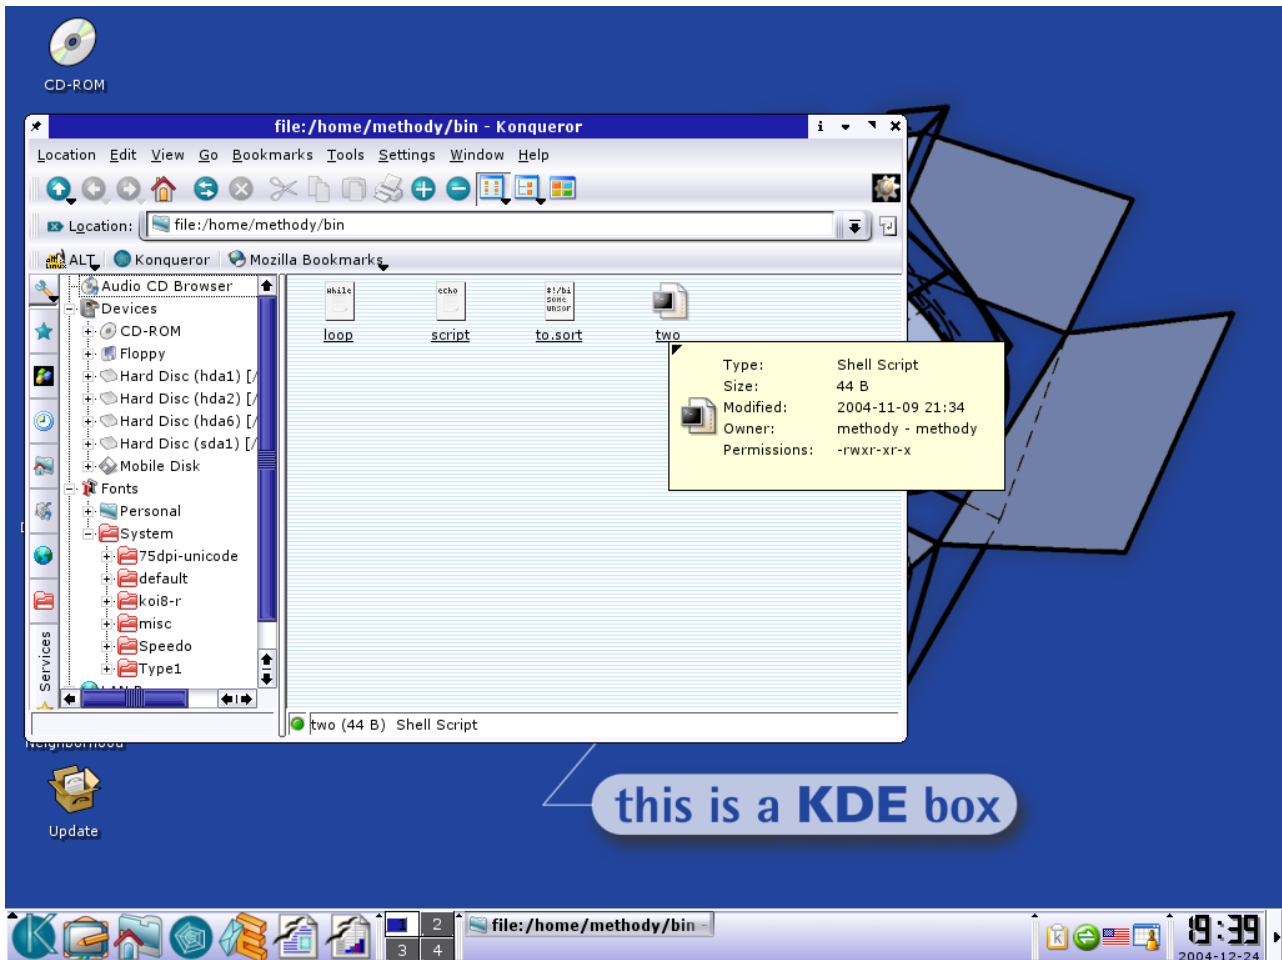 CD-ROM
file:/home/methody/bin - Konqueror
Location Edit View Go Bookmarks Tools Settings Window Help
Location: file:/home/methody/bin
ALT Konqueror Mozilla Bookmarks
Audio CD Browser
Devices
CD-ROM
Floppy
Hard Disc (hda1) [/
Hard Disc (hda2) [/
Hard Disc (hda6) [/
Hard Disc (sda1) [/
Mobile Disk
Fonts
Personal
System
75dpi-unicode
default
koi8-r
misc
Speedo
Type1
Services
while
echo
#!/bi
some
unsor
loop script to.sort two
Type: Shell Script
Size: 44 B
Modified: 2004-11-09 21:34
Owner: methody - methody
Permissions: -rwxr-xr-x
two (44 B) Shell Script
Neighborhood
Update
this is a KDE box
1 2
3 4
file:/home/methody/bin -
19:39
2004-12-24